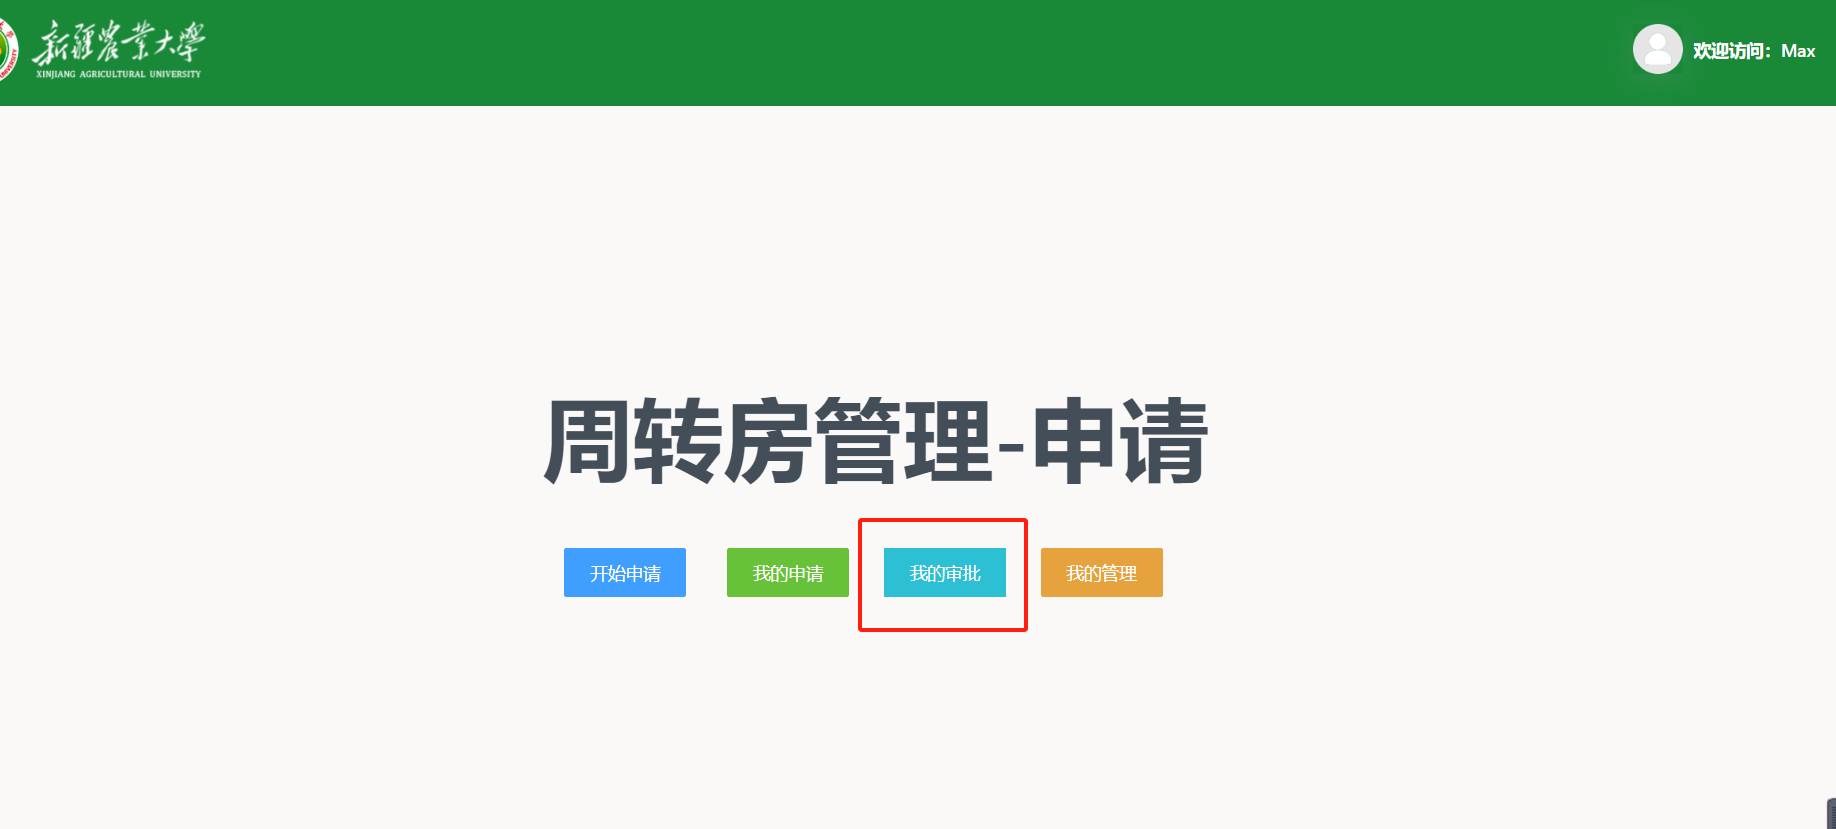 新疆农业大学
XINJIANG AGRICULTURAL UNIVERSITY
欢迎访问：Max
周转房管理-申请
开始申请
我的申请
我的审批
我的管理